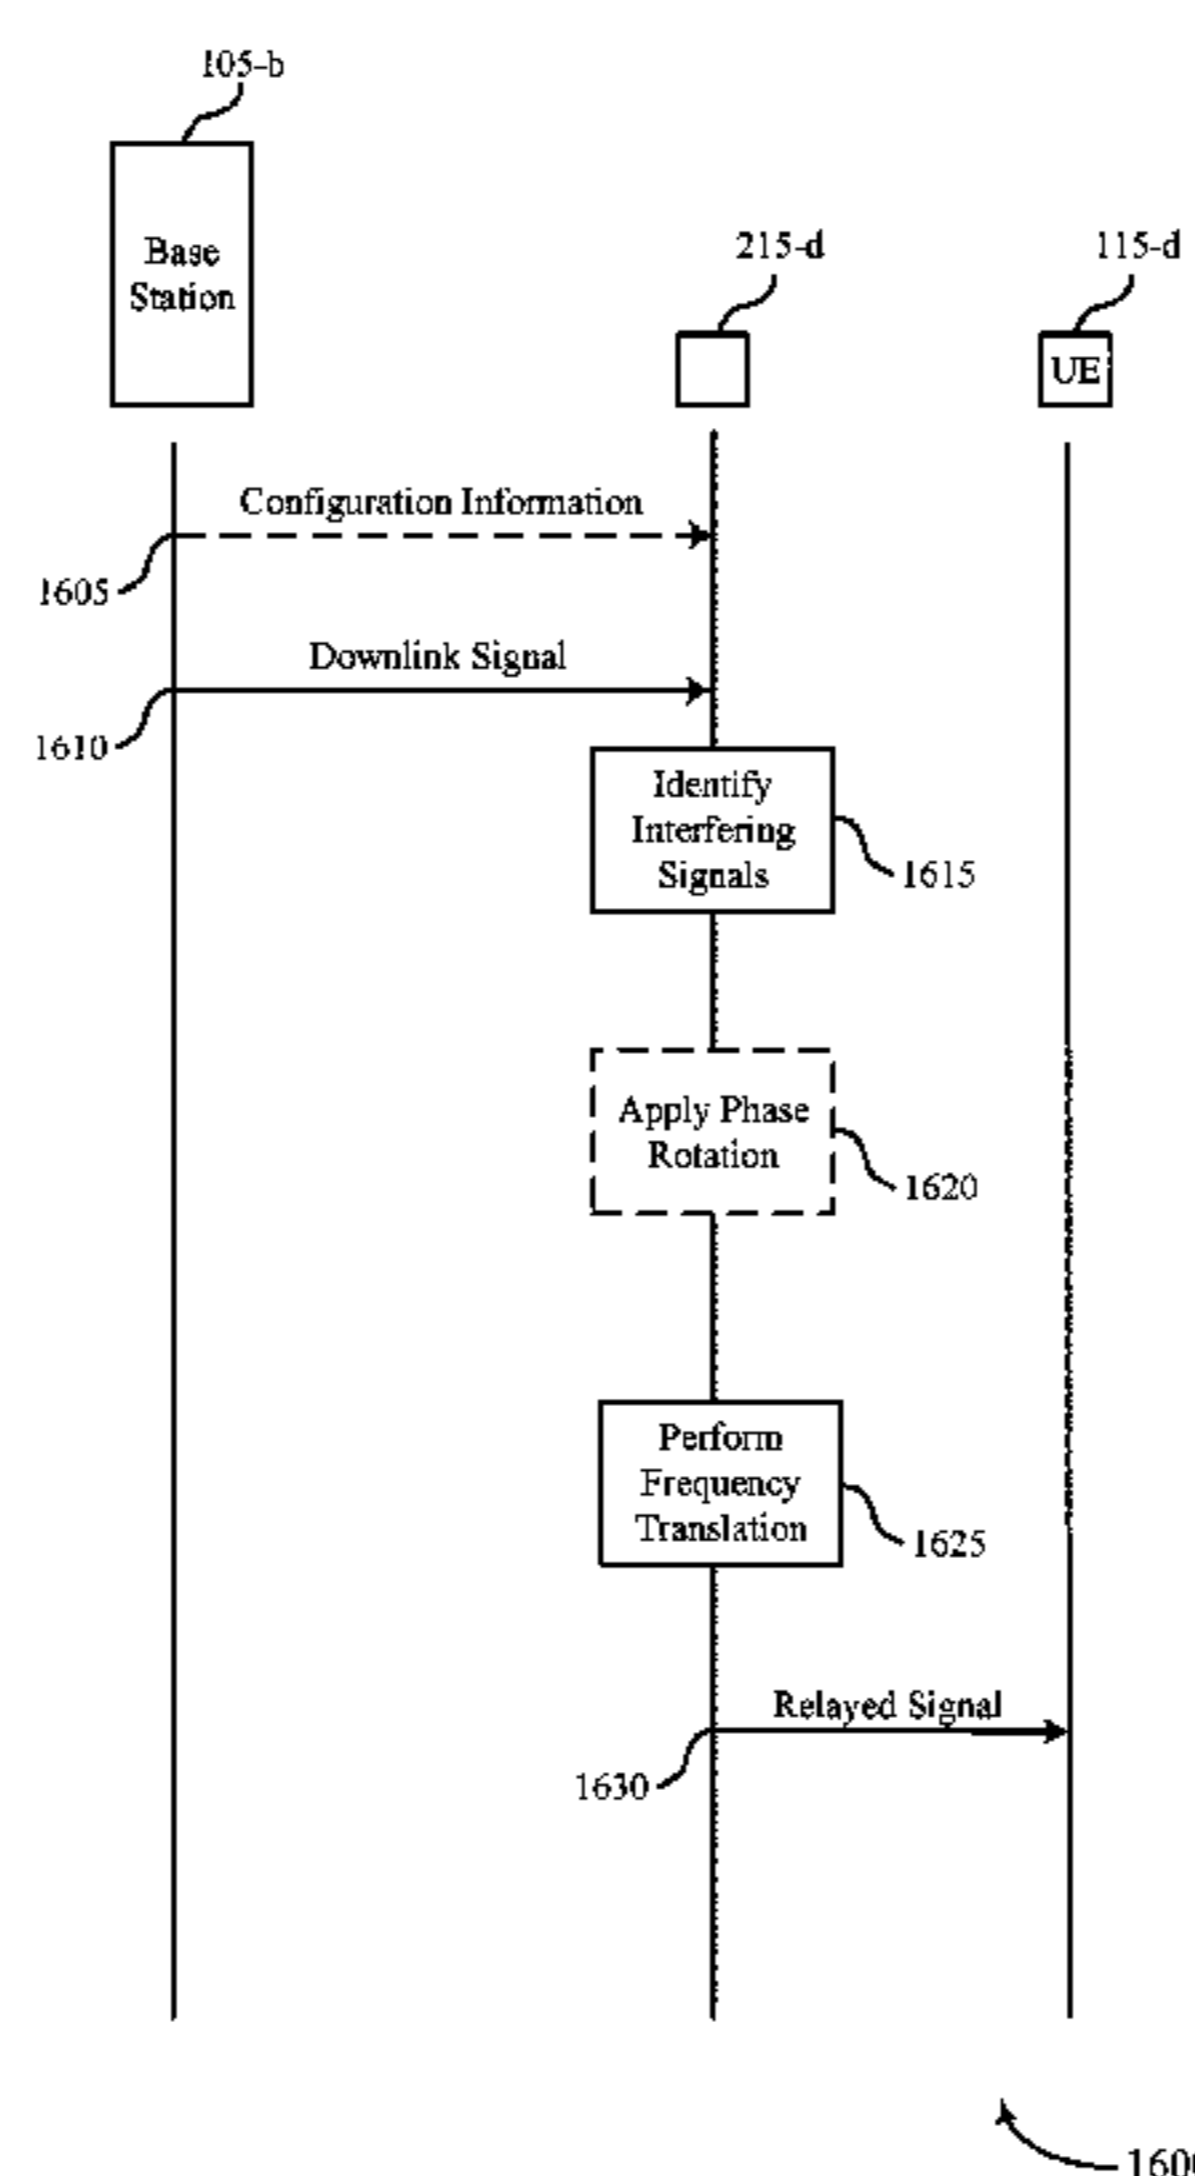 105-b
Base
Station
215-d
115-d
UE
Configuration Information
1605
Downlink Signal
1610
Identify
Interfering
Signals
1615
Apply Phase
Rotation
1620
Perform
Frequency
Translation
1625
Relayed Signal
1630